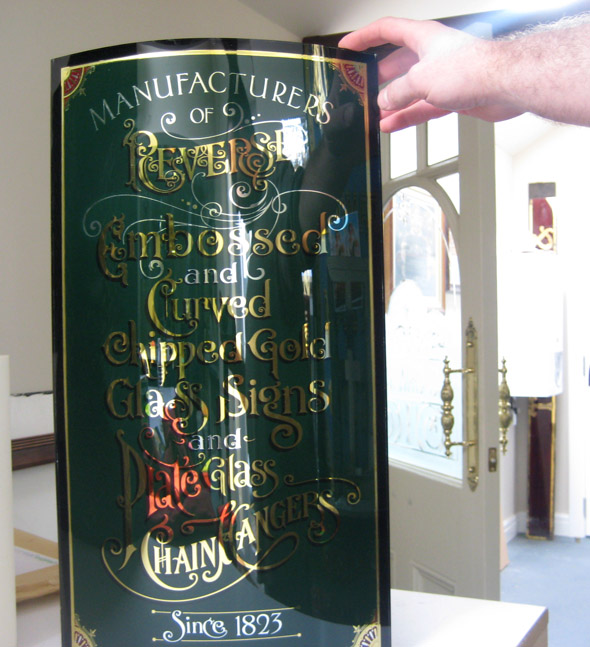 MANUFACTURERS
OF
REVERSE
Embossed
and
Curved
Chipped Gold
Glass Signs
and
Plate Glass
CHAIN HANGERS
Since 1823